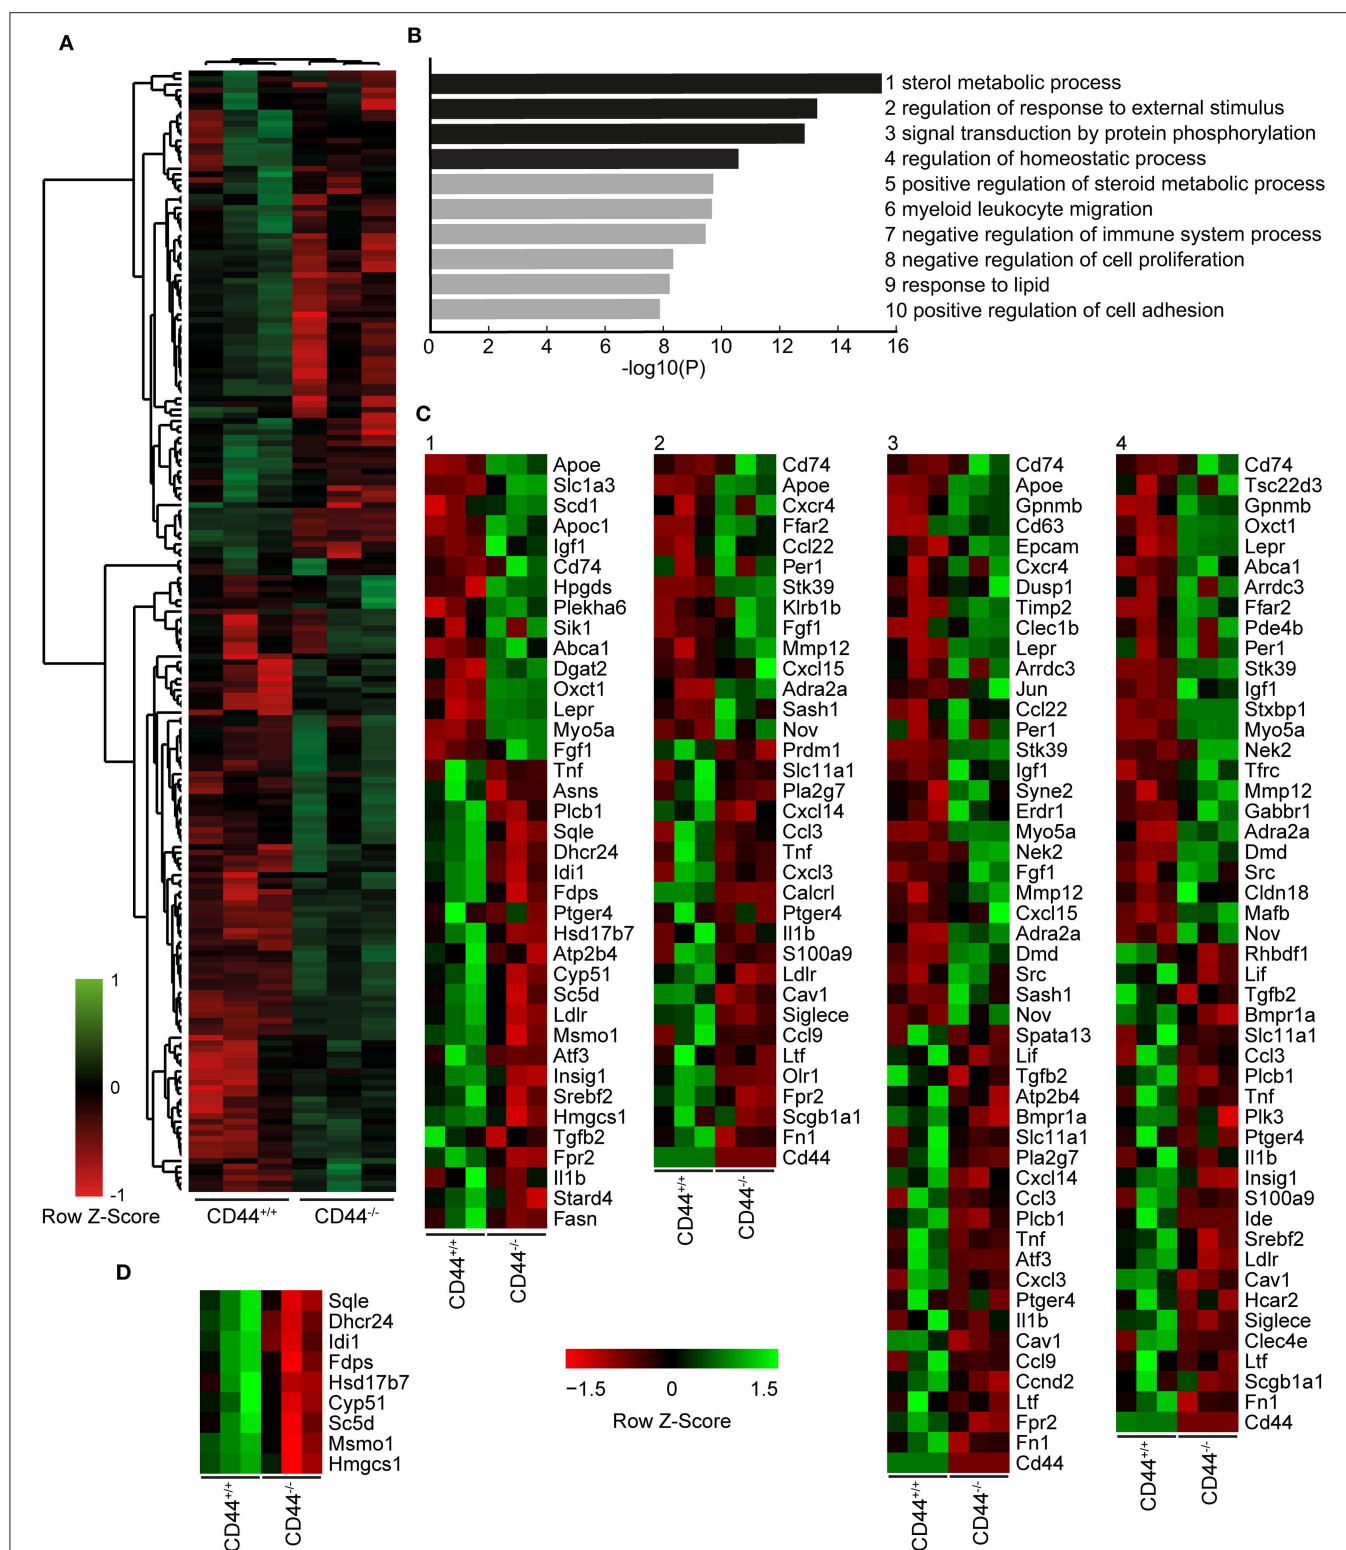 A
B
1 sterol metabolic process
2 regulation of response to external stimulus
3 signal transduction by protein phosphorylation
4 regulation of homeostatic process
5 positive regulation of steroid metabolic process
6 myeloid leukocyte migration
7 negative regulation of immune system process
8 negative regulation of cell proliferation
9 response to lipid
10 positive regulation of cell adhesion
0 2 4 6 8 10 12 14 16
-log10(P)
1
0
-1
Row Z-Score
CD44+/+
CD44-/-
C
1
Apoe
Slc1a3
Scd1
Apoc1
Igf1
Cd74
Hpgds
Plekha6
Sik1
Abca1
Dgat2
Oxct1
Lepr
Myo5a
Fgf1
Tnf
Asns
Plcb1
Sqle
Dhcr24
Idi1
Fdps
Ptger4
Hsd17b7
Atp2b4
Cyp51
Sc5d
Ldlr
Msmo1
Atf3
Insig1
Srebf2
Hmgcs1
Tgfb2
Fpr2
Il1b
Stard4
Fasn
CD44+/+
CD44-/-
2
Cd74
Apoe
Cxcr4
Ffar2
Ccl22
Per1
Stk39
Klrb1b
Fgf1
Mmp12
Cxcl15
Adra2a
Sash1
Nov
Prdm1
Slc11a1
Pla2g7
Cxcl14
Ccl3
Tnf
Cxcl3
Calcrl
Ptger4
Il1b
S100a9
Ldlr
Cav1
Siglece
Ccl9
Ltf
Olr1
Fpr2
Scgb1a1
Fn1
Cd44
CD44+/+
CD44-/-
3
Cd74
Apoe
Gpnmb
Cd63
Epcam
Cxcr4
Dusp1
Timp2
Clec1b
Lepr
Arrdc3
Jun
Ccl22
Per1
Stk39
Igf1
Syne2
Erdr1
Myo5a
Nek2
Fgf1
Mmp12
Cxcl15
Adra2a
Dmd
Src
Sash1
Nov
Spata13
Lif
Tgfb2
Atp2b4
Bmpr1a
Slc11a1
Pla2g7
Cxcl14
Ccl3
Plcb1
Tnf
Atf3
Cxcl3
Ptger4
Il1b
Cav1
Ccl9
Ccnd2
Ltf
Fpr2
Fn1
Cd44
CD44+/+
CD44-/-
4
Cd74
Tsc22d3
Gpnmb
Oxct1
Lepr
Abca1
Arrdc3
Ffar2
Pde4b
Per1
Stk39
Igf1
Stxbp1
Myo5a
Nek2
Tfrc
Mmp12
Gabbr1
Adra2a
Dmd
Src
Cldn18
Mafb
Nov
Rhbdf1
Lif
Tgfb2
Bmpr1a
Slc11a1
Ccl3
Plcb1
Tnf
Plk3
Ptger4
Il1b
Insig1
S100a9
Ide
Srebf2
Ldlr
Cav1
Hcar2
Siglece
Clec4e
Ltf
Scgb1a1
Fn1
Cd44
CD44+/+
CD44-/-
D
Sqle
Dhcr24
Idi1
Fdps
Hsd17b7
Cyp51
Sc5d
Msmo1
Hmgcs1
CD44+/+
CD44-/-
−1.5 0 1.5
Row Z-Score